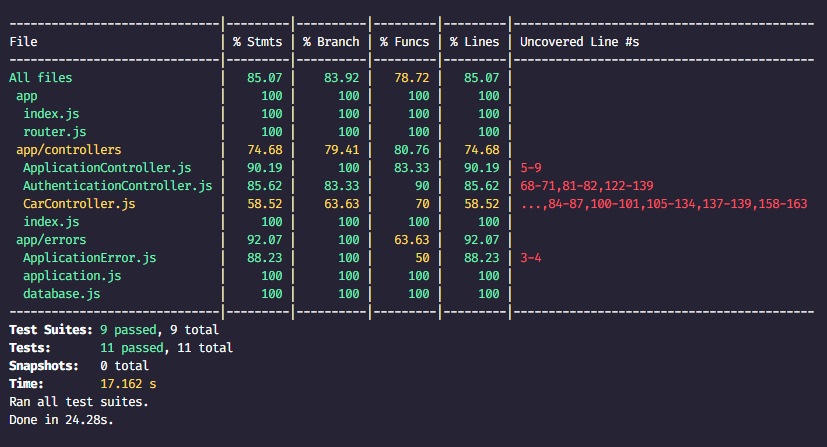 -------------------------------|---------|----------|---------|---------|-------------------------------------------
File                           | % Stmts | % Branch | % Funcs | % Lines | Uncovered Line #s
-------------------------------|---------|----------|---------|---------|-------------------------------------------
All files                      |   85.07 |    83.92 |   78.72 |   85.07 |
 app                           |     100 |      100 |     100 |     100 |
  index.js                     |     100 |      100 |     100 |     100 |
  router.js                    |     100 |      100 |     100 |     100 |
 app/controllers               |   74.68 |    79.41 |   80.76 |   74.68 |
  ApplicationController.js     |   90.19 |      100 |   83.33 |   90.19 | 5-9
  AuthenticationController.js  |   85.62 |    83.33 |      90 |   85.62 | 68-71,81-82,122-139
  CarController.js             |   58.52 |    63.63 |      70 |   58.52 | ...,84-87,100-101,105-134,137-139,158-163
  index.js                     |     100 |      100 |     100 |     100 |
 app/errors                    |   92.07 |      100 |   63.63 |   92.07 |
  ApplicationError.js          |   88.23 |      100 |      50 |   88.23 | 3-4
  application.js               |     100 |      100 |     100 |     100 |
  database.js                  |     100 |      100 |     100 |     100 |
-------------------------------|---------|----------|---------|---------|-------------------------------------------
Test Suites: 9 passed, 9 total
Tests:       11 passed, 11 total
Snapshots:   0 total
Time:        17.162 s
Ran all test suites.
Done in 24.28s.